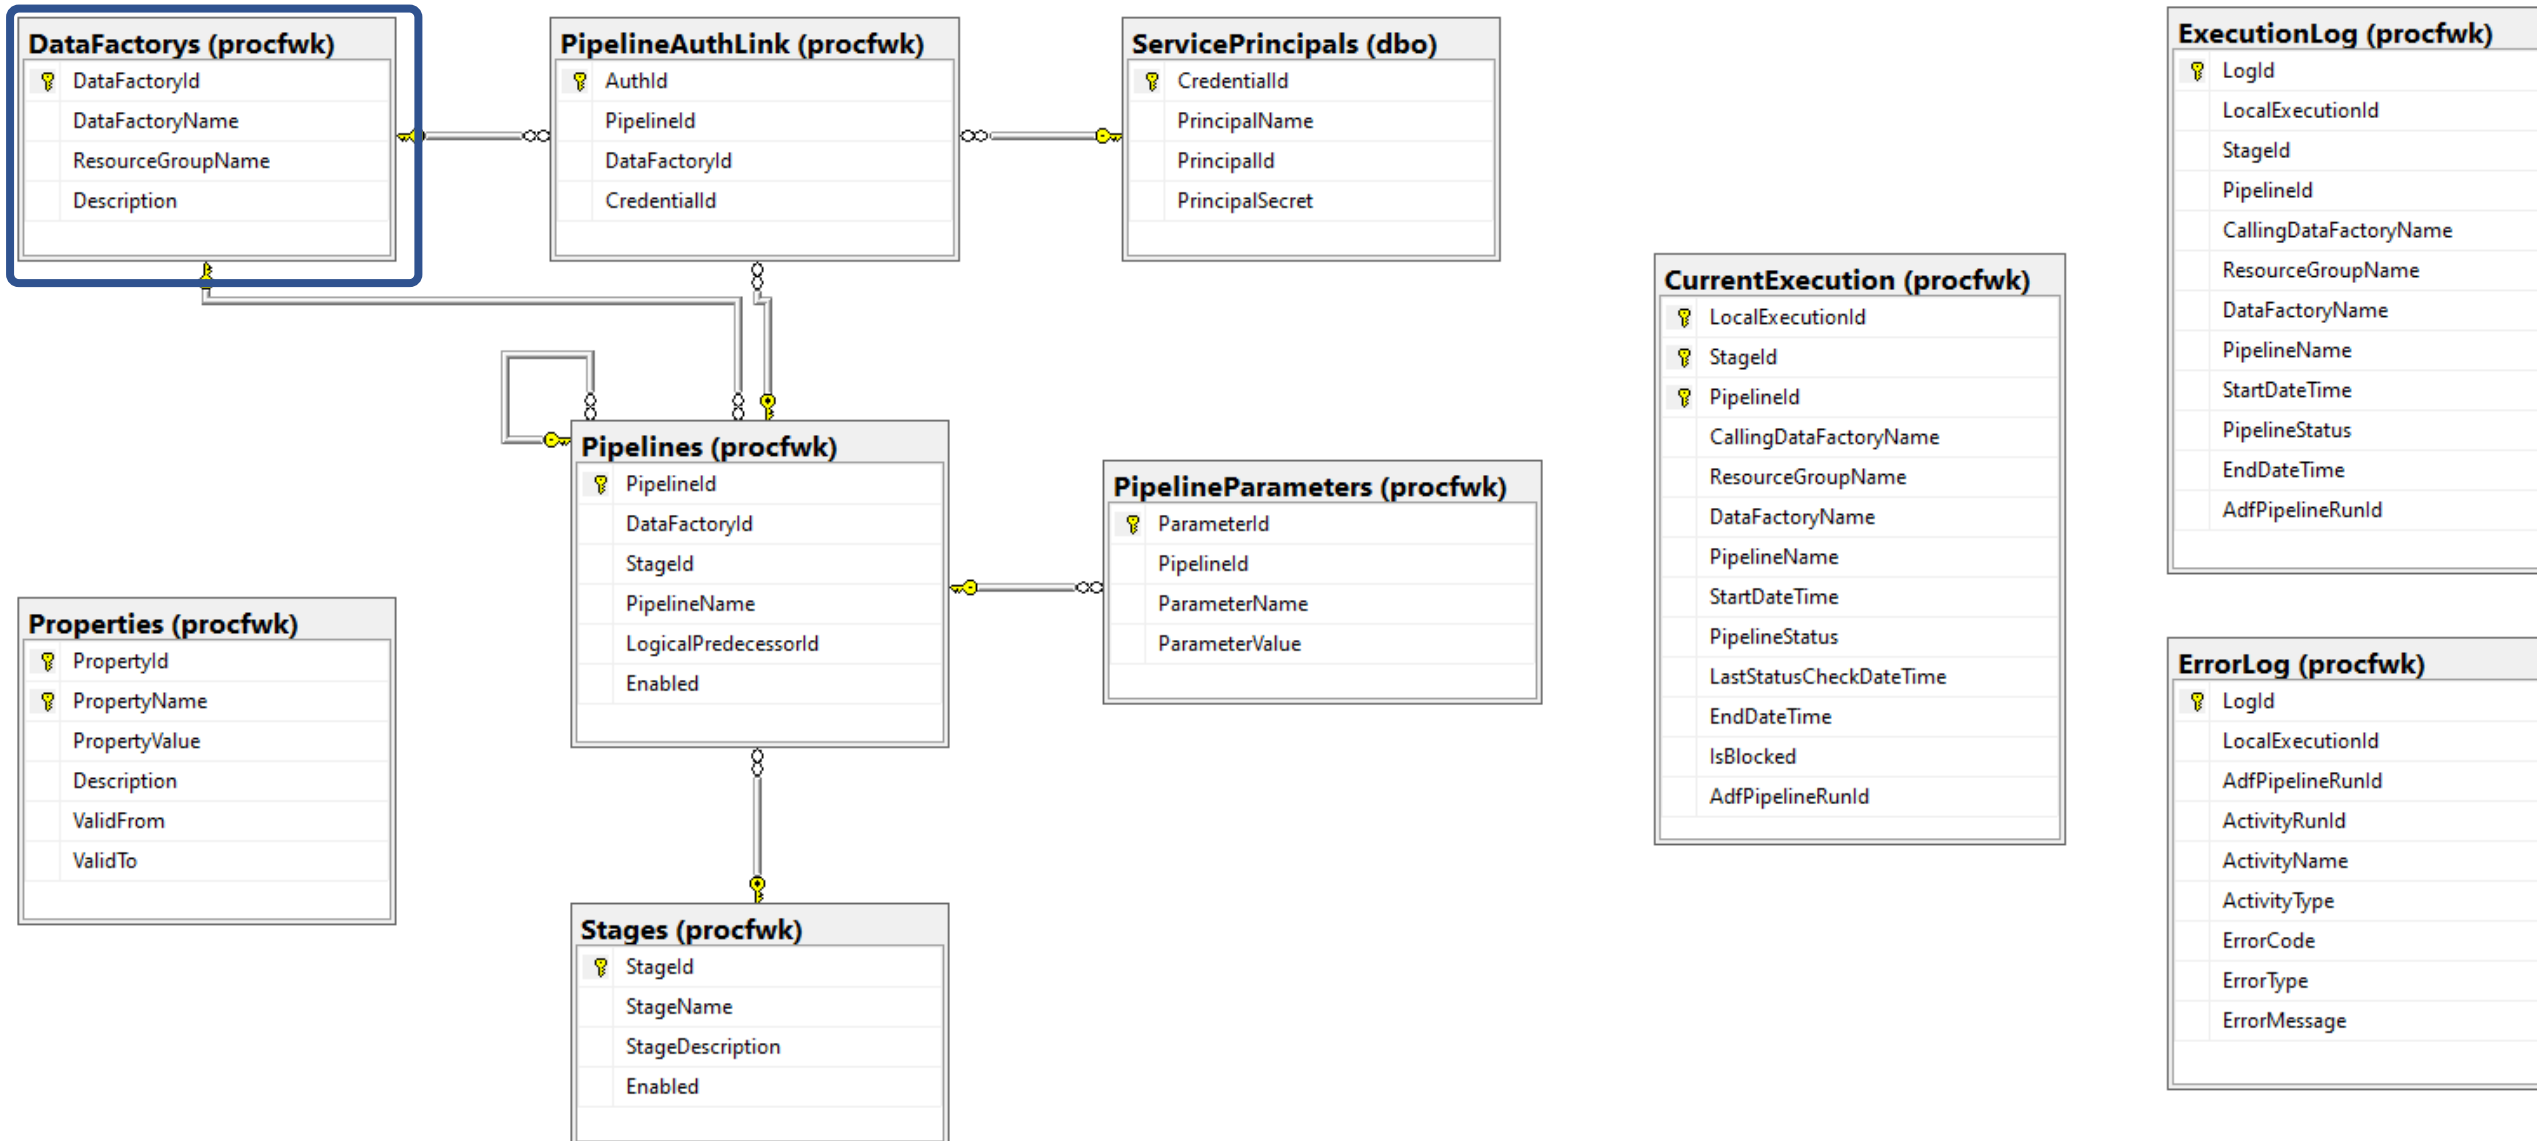 DataFactorys (procfwk)
DataFactoryId
DataFactoryName
ResourceGroupName
Description
PipelineAuthLink (procfwk)
AuthId
PipelineId
DataFactoryId
CredentialId
ServicePrincipals (dbo)
CredentialId
PrincipalName
PrincipalId
PrincipalSecret
ExecutionLog (procfwk)
LogId
LocalExecutionId
StageId
PipelineId
CallingDataFactoryName
ResourceGroupName
DataFactoryName
PipelineName
StartDateTime
PipelineStatus
EndDateTime
AdfPipelineRunId
CurrentExecution (procfwk)
LocalExecutionId
StageId
PipelineId
CallingDataFactoryName
ResourceGroupName
DataFactoryName
PipelineName
StartDateTime
PipelineStatus
LastStatusCheckDateTime
EndDateTime
IsBlocked
AdfPipelineRunId
Pipelines (procfwk)
PipelineId
DataFactoryId
StageId
PipelineName
LogicalPredecessorId
Enabled
PipelineParameters (procfwk)
ParameterId
PipelineId
ParameterName
ParameterValue
Properties (procfwk)
PropertyId
PropertyName
PropertyValue
Description
ValidFrom
ValidTo
ErrorLog (procfwk)
LogId
LocalExecutionId
AdfPipelineRunId
ActivityRunId
ActivityName
ActivityType
ErrorCode
ErrorType
ErrorMessage
Stages (procfwk)
StageId
StageName
StageDescription
Enabled